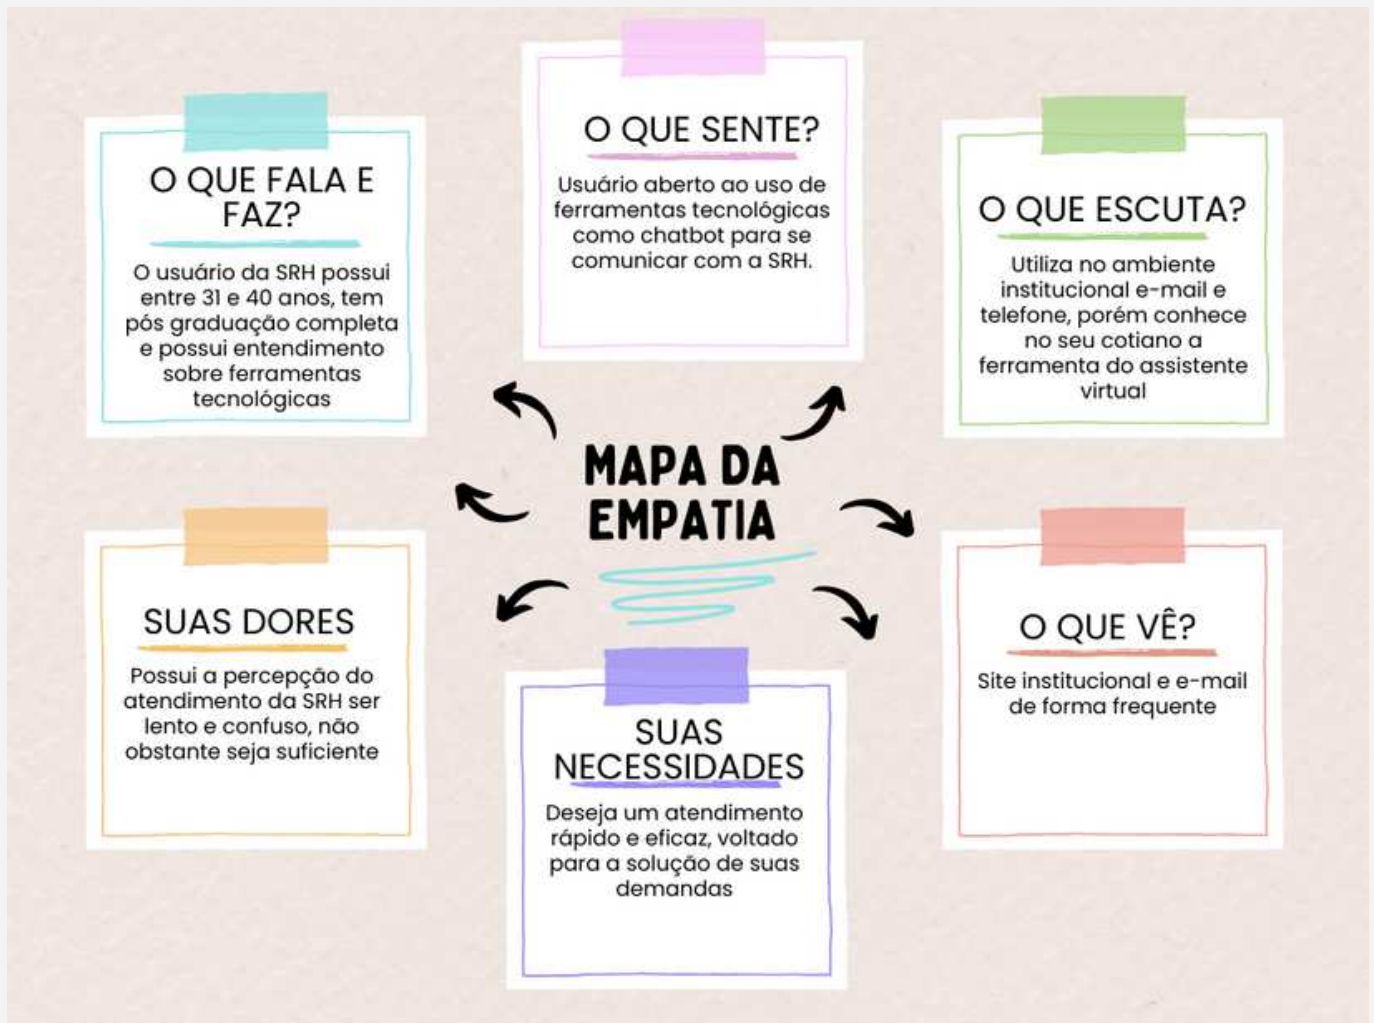 O QUE FALA E
FAZ?
O usuário da SRH possui
entre 31 e 40 anos, tem
pós graduação completa
e possui entendimento
sobre ferramentas
tecnológicas
O QUE SENTE?
Usuário aberto ao uso de
ferramentas tecnológicas
como chatbot para se
comunicar com a SRH.
O QUE ESCUTA?
Utiliza no ambiente
institucional e-mail e
telefone, porém conhece
no seu cotiano a
ferramenta do assistente
virtual
MAPA DA
EMPATIA
SUAS DORES
Possui a percepção do
atendimento da SRH ser
lento e confuso, não
obstante seja suficiente
SUAS
NECESSIDADES
Deseja um atendimento
rápido e eficaz, voltado
para a solução de suas
demandas
O QUE VÊ?
Site institucional e e-mail
de forma frequente